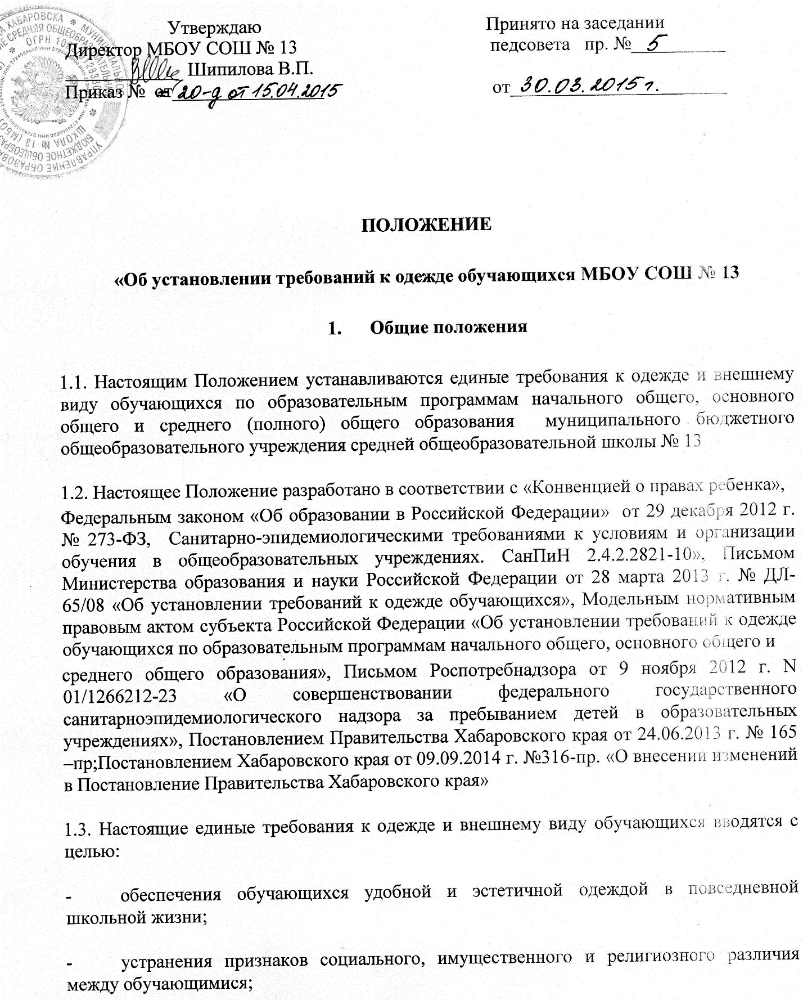 Утверждаю
Директор МБОУ СОШ № 13
Шипилова В.П.
Приказ № от 20-д от 15.04.2015
Принято на заседании
педсовета пр. № 5
от 30.03.2015 г.
ПОЛОЖЕНИЕ
«Об установлении требований к одежде обучающихся МБОУ СОШ № 13
1. Общие положения
1.1. Настоящим Положением устанавливаются единые требования к одежде и внешнему
виду обучающихся по образовательным программам начального общего, основного
общего и среднего (полного) общего образования муниципального бюджетного
общеобразовательного учреждения средней общеобразовательной школы № 13
1.2. Настоящее Положение разработано в соответствии с «Конвенцией о правах ребенка»,
Федеральным законом «Об образовании в Российской Федерации» от 29 декабря 2012 г.
№ 273-ФЗ, Санитарно-эпидемиологическими требованиями к условиям и организации
обучения в общеобразовательных учреждениях. СанПиН 2.4.2.2821-10», Письмом
Министерства образования и науки Российской Федерации от 28 марта 2013 г. № ДЛ-
65/08 «Об установлении требований к одежде обучающихся», Модельным нормативным
правовым актом субъекта Российской Федерации «Об установлении требований к одежде
обучающихся по образовательным программам начального общего, основного общего и
среднего общего образования», Письмом Роспотребнадзора от 9 ноября 2012 г. N
01/1266212-23 «О совершенствовании федерального государственного
санитарноэпидемиологического надзора за пребыванием детей в образовательных
учреждениях», Постановлением Правительства Хабаровского края от 24.06.2013 г. № 165
–пр;Постановлением Хабаровского края от 09.09.2014 г. №316-пр. «О внесении изменений
в Постановление Правительства Хабаровского края»
1.3. Настоящие единые требования к одежде и внешнему виду обучающихся вводятся с
целью:
- обеспечения обучающихся удобной и эстетичной одеждой в повседневной
школьной жизни;
- устранения признаков социального, имущественного и религиозного различия
между обучающимися;